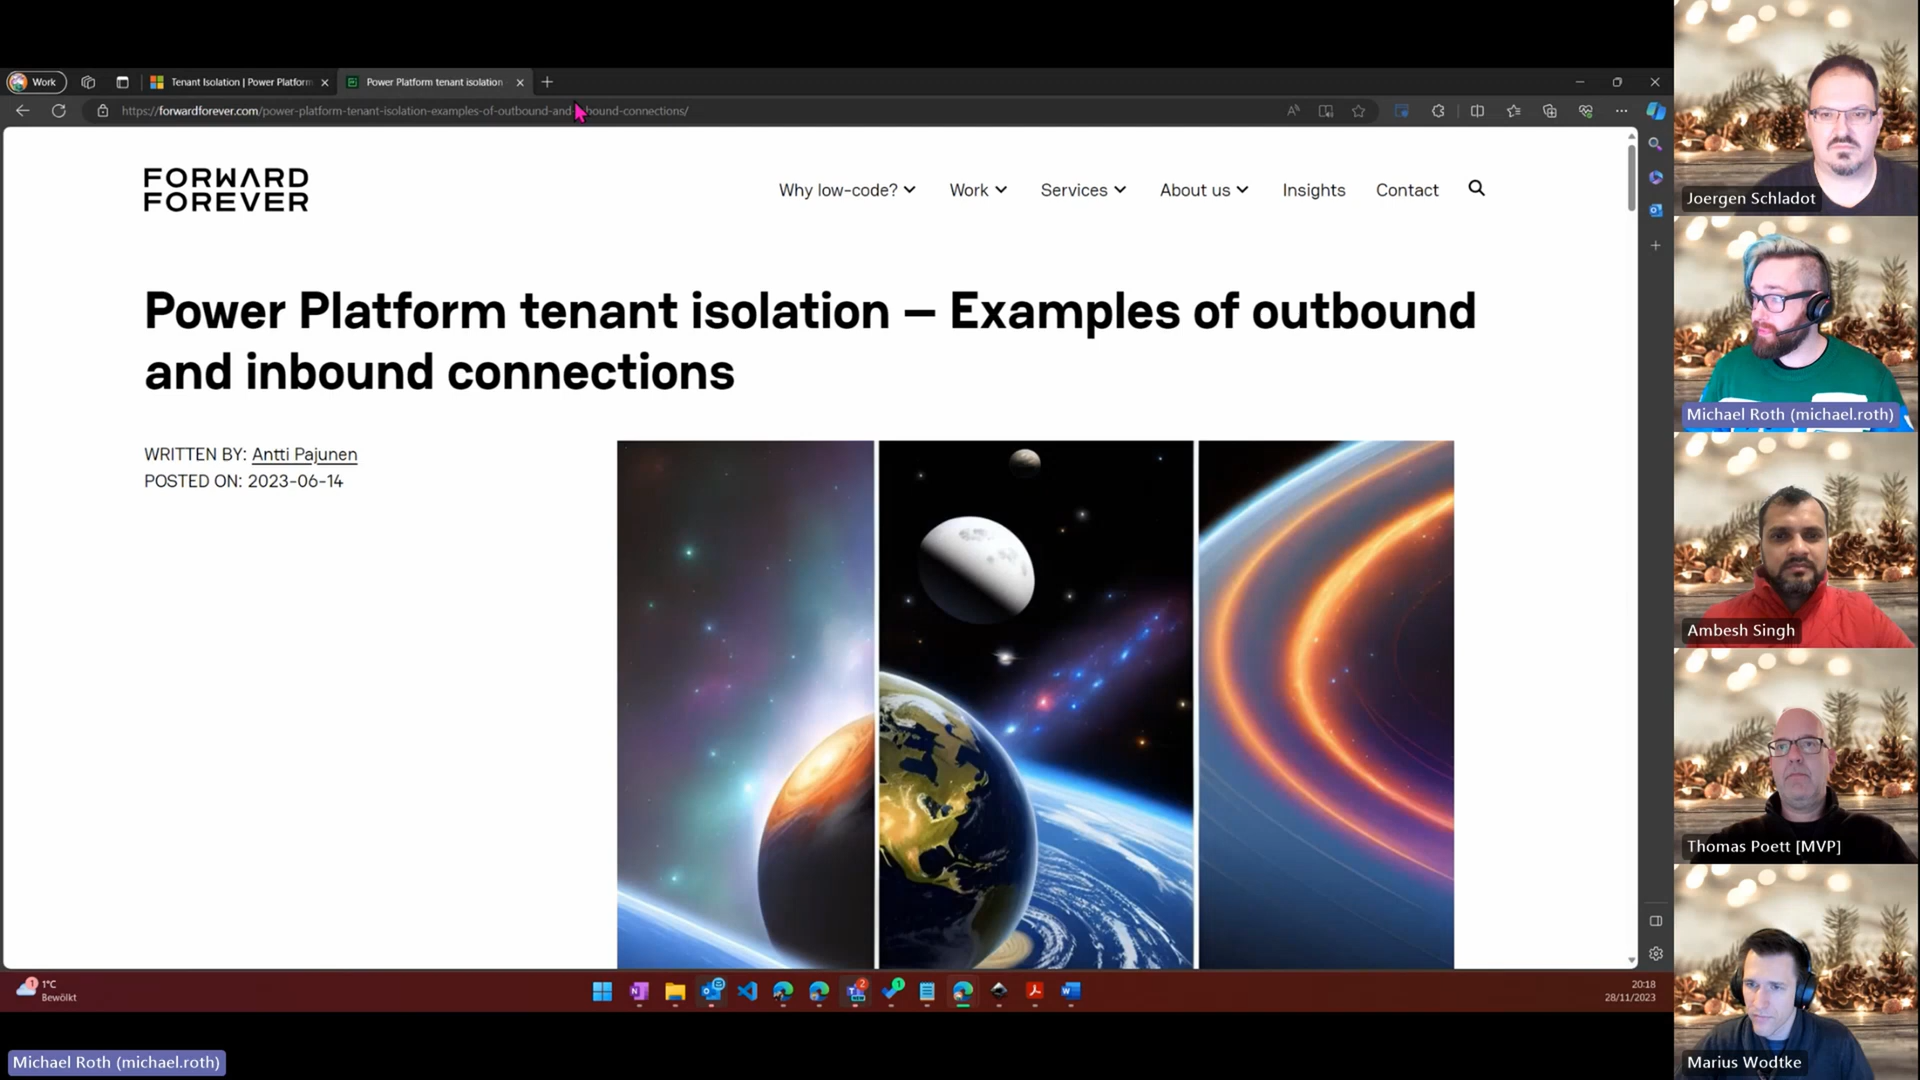 Work
Tenant Isolation | Power Platform
Power Platform tenant isolation
https://forwardforever.com/power-platform-tenant-isolation-examples-of-outbound-and-inbound-connections/
FORWARD
FOREVER
Why low-code?
Work
Services
About us
Insights
Contact
Power Platform tenant isolation – Examples of outbound
and inbound connections
WRITTEN BY: Antti Pajunen
POSTED ON: 2023-06-14
1°C
Bewölkt
20:18
28/11/2023
Michael Roth (michael.roth)
Joergen Schladot
Michael Roth (michael.roth)
Ambesh Singh
Thomas Poett [MVP]
Marius Wodtke